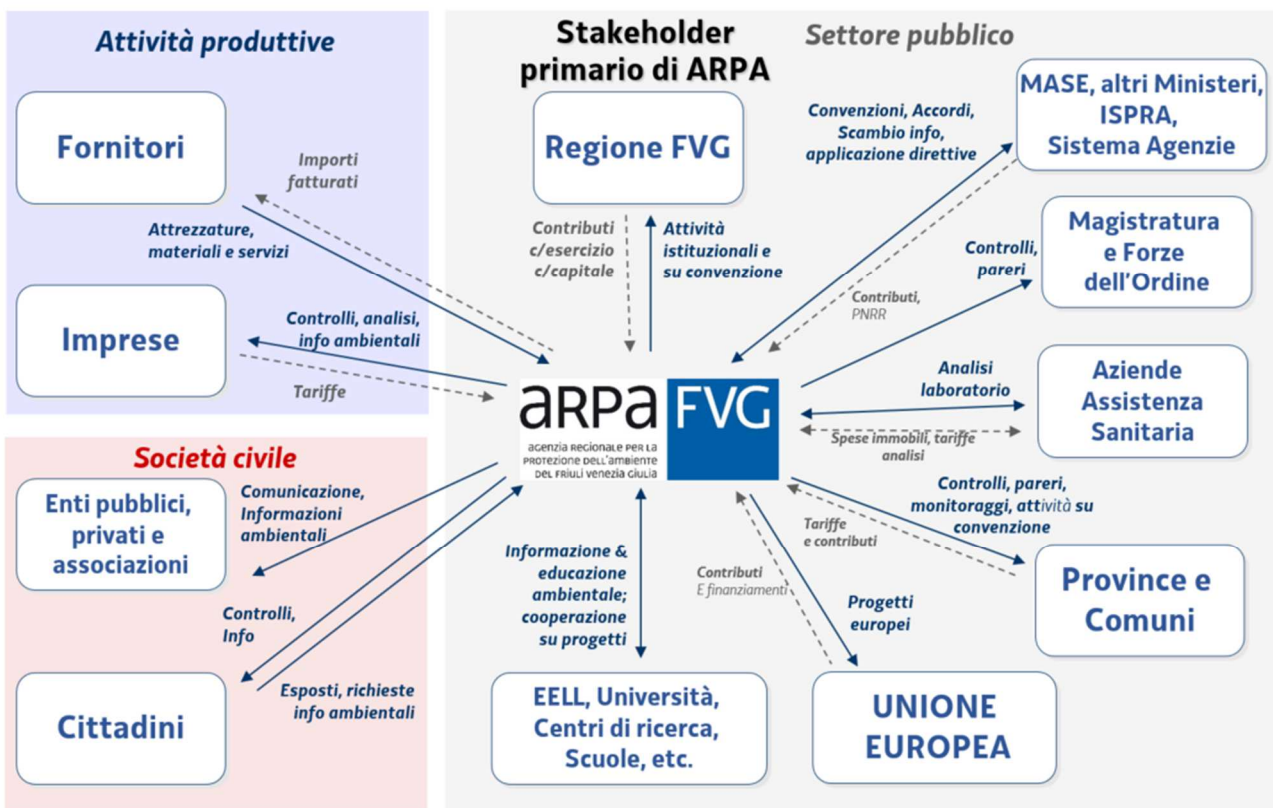 Attività produttive
Fornitori
Importi
fatturati
Attrezzature,
materiali e servizi
Imprese
Controlli, analisi,
info ambientali
Tariffe
Società civile
Enti pubblici,
privati e
associazioni
Comunicazione,
Informazioni
ambientali
Controlli,
Info
Cittadini
Esposti, richieste
info ambientali
Stakeholder
primario di ARPA
Settore pubblico
Regione FVG
Contributi
c/esercizio
c/capitale
Attività
istituzionali e
su convenzione
Convenzioni, Accordi,
Scambio info,
applicazione direttive
MASE, altri Ministeri,
ISPRA,
Sistema Agenzie
Contributi,
PNRR
Controlli,
pareri
Magistratura
e Forze
dell'Ordine
aRPa FVG
aGenzia reGionale Per La
Protezione DeLL'amBiente
DeL FriuLi Venezia GiuLia
Analisi
laboratorio
Spese immobili, tariffe
analisi
Aziende
Assistenza
Sanitaria
Controlli, pareri,
monitoraggi, attività su
convenzione
Tariffe
e contributi
Province e
Comuni
Informazione &
educazione
ambientale;
cooperazione
su progetti
Contributi
E finanziamenti
Progetti
europei
EELL, Università,
Centri di ricerca,
Scuole, etc.
UNIONE
EUROPEA